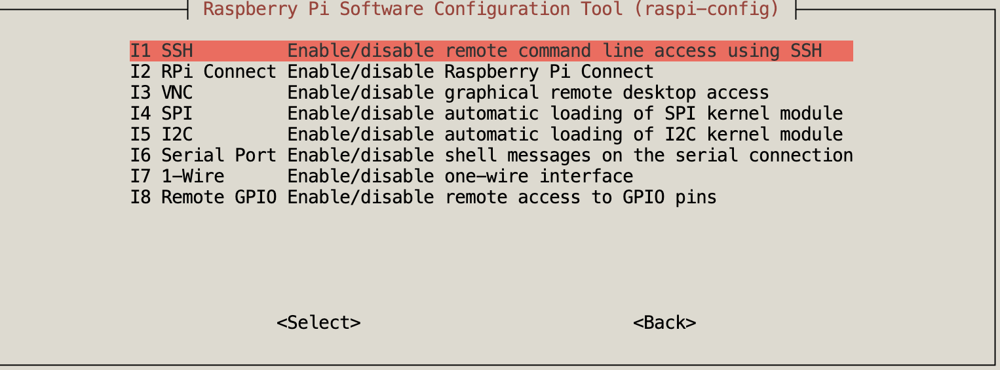 Raspberry Pi Software Configuration Tool (raspi-config)
I1 SSH Enable/disable remote command line access using SSH
I2 RPi Connect Enable/disable Raspberry Pi Connect
I3 VNC Enable/disable graphical remote desktop access
I4 SPI Enable/disable automatic loading of SPI kernel module
I5 I2C Enable/disable automatic loading of I2C kernel module
I6 Serial Port Enable/disable shell messages on the serial connection
I7 1-Wire Enable/disable one-wire interface
I8 Remote GPIO Enable/disable remote access to GPIO pins
<Select> <Back>